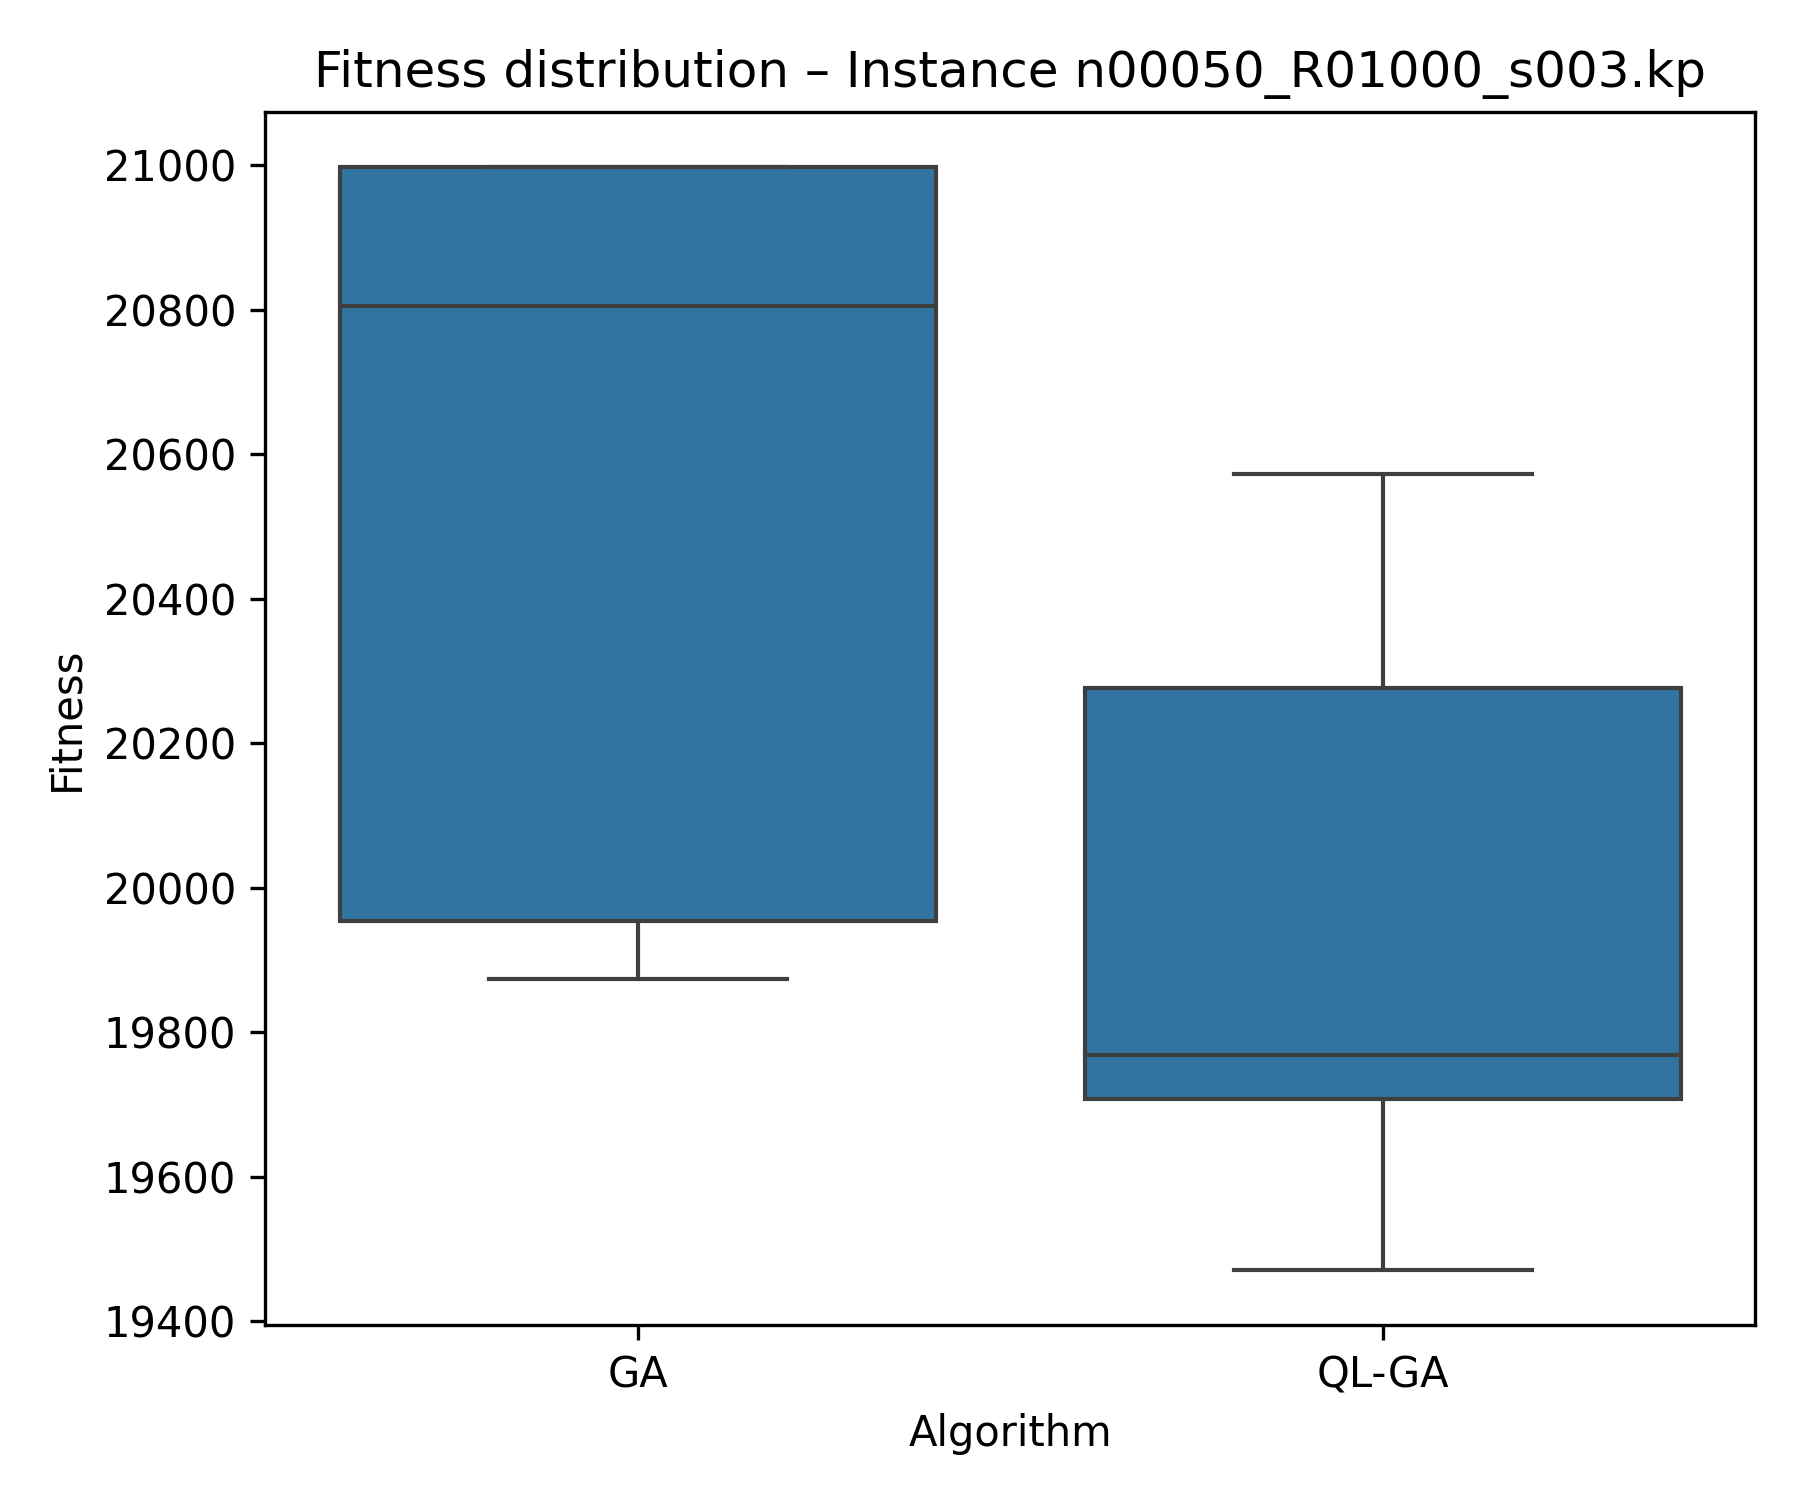 Fitness distribution – Instance n00050_R01000_s003.kp
21000
20800
20600
20400
20200
20000
19800
19600
19400
Fitness
GA
QL-GA
Algorithm